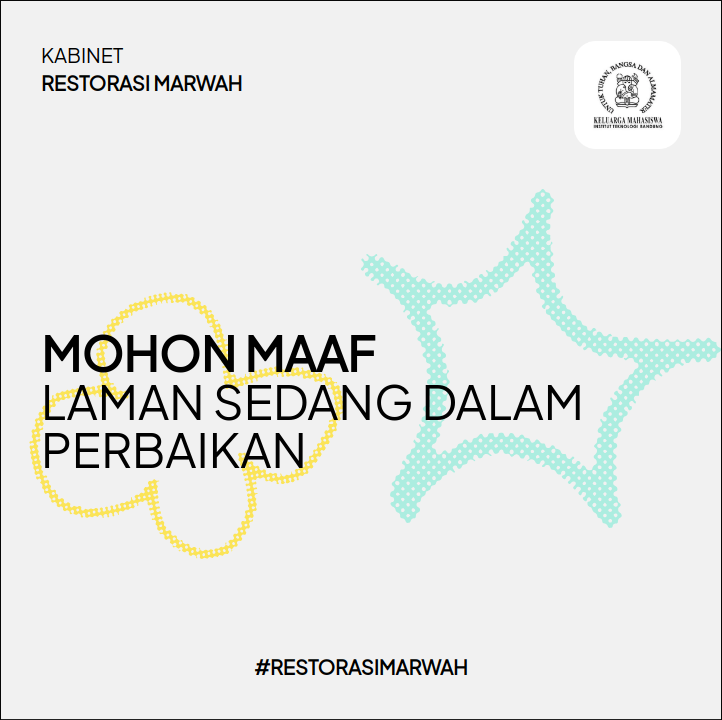 KABINET
RESTORASI MARWAH
UNTUK TUHAN, BANGSA DAN ALMAMATER
KELUARGA MAHASISWA
INSTITUT TEKNOLOGI BANDUNG
MOHON MAAF
LAMAN SEDANG DALAM
PERBAIKAN
#RESTORASIMARWAH